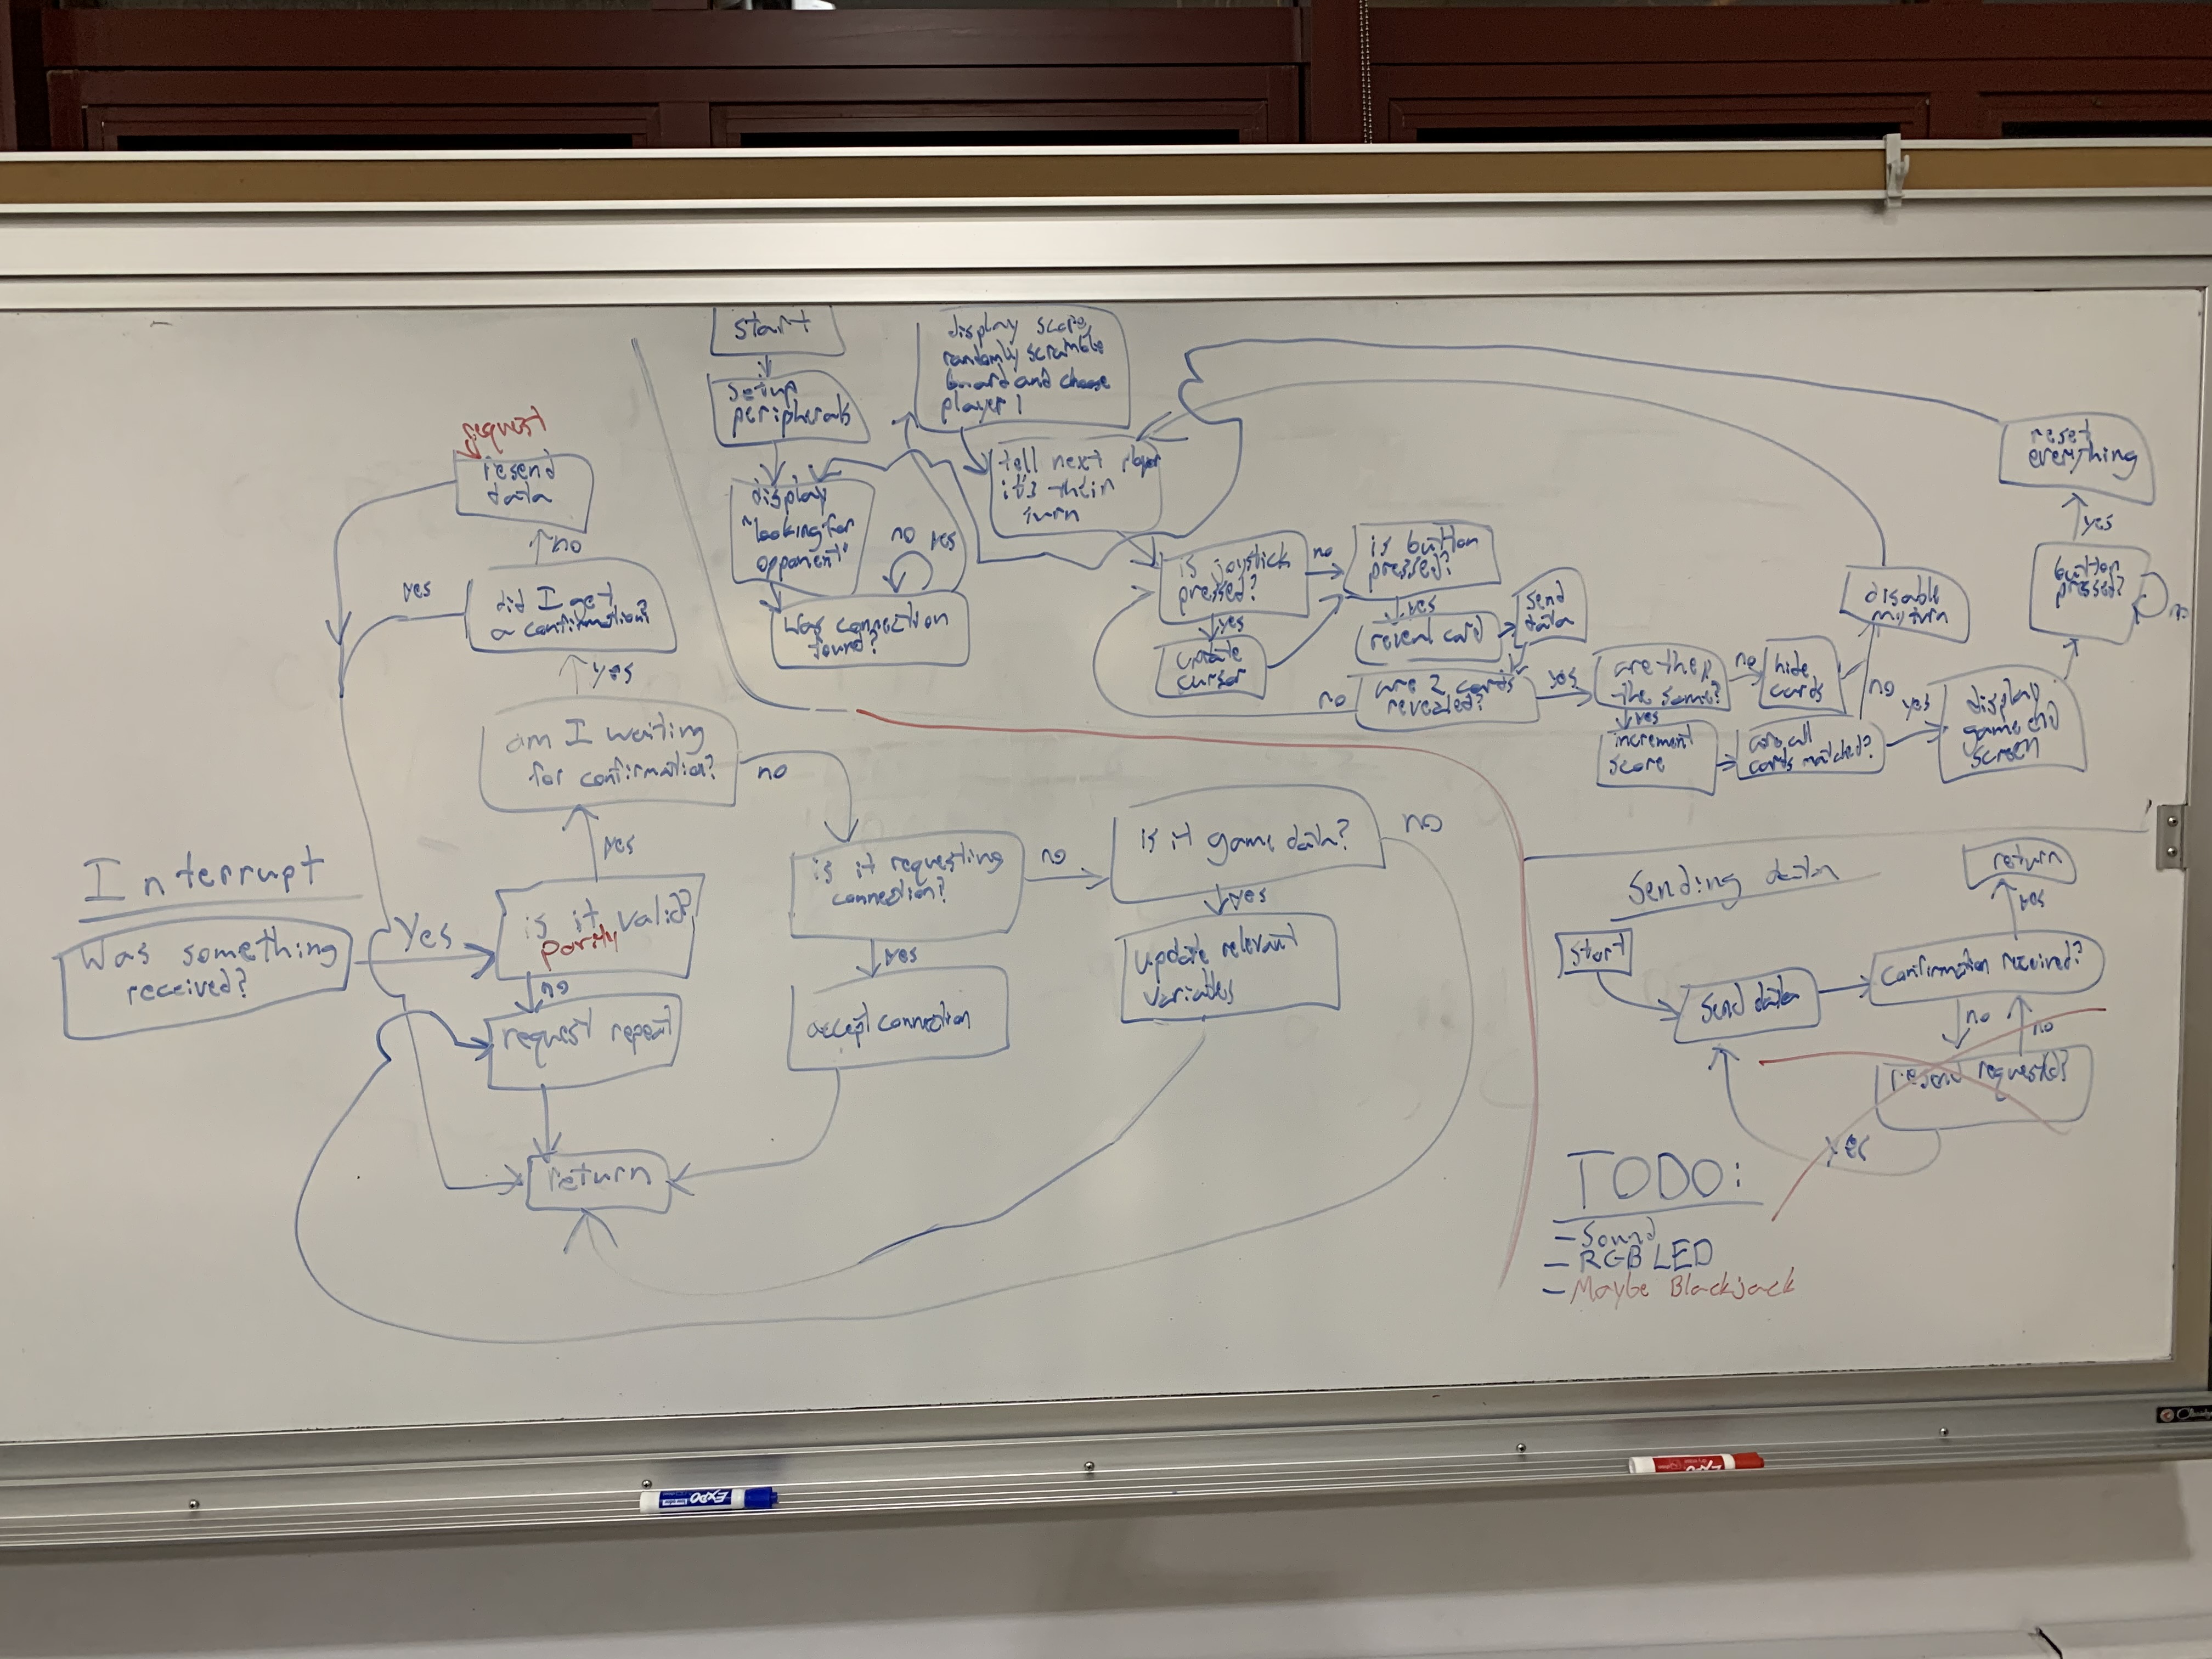 start
setup
peripherals
display
"looking for
opponent"
no
yes
Was connection
found?
display score,
randomly scramble
board and choose
player 1
tell next player
it's their
turn
is joystick
pressed?
no
yes
update
cursor
is button
pressed?
yes
reveal card
send
data
are 2 cards
revealed?
no
yes
are they
the same?
no
hide
cards
yes
increment
score
are all
cards matched?
no
yes
disable
my turn
display
game end
screen
button
pressed?
no
yes
reset
everything
Interrupt
Was something
received?
Yes
is it valid?
parity
no
request repeat
return
yes
am I waiting
for confirmation?
yes
did I get
a confirmation?
yes
no
request
resend
data
no
is it requesting
connection?
yes
accept connection
no
is it game data?
no
yes
update relevant
variables
Sending data
start
send data
confirmation received?
yes
return
no
no
resend requested?
yes
TODO:
- Sound
- RGB LED
- Maybe Blackjack
EXPO
EXPO